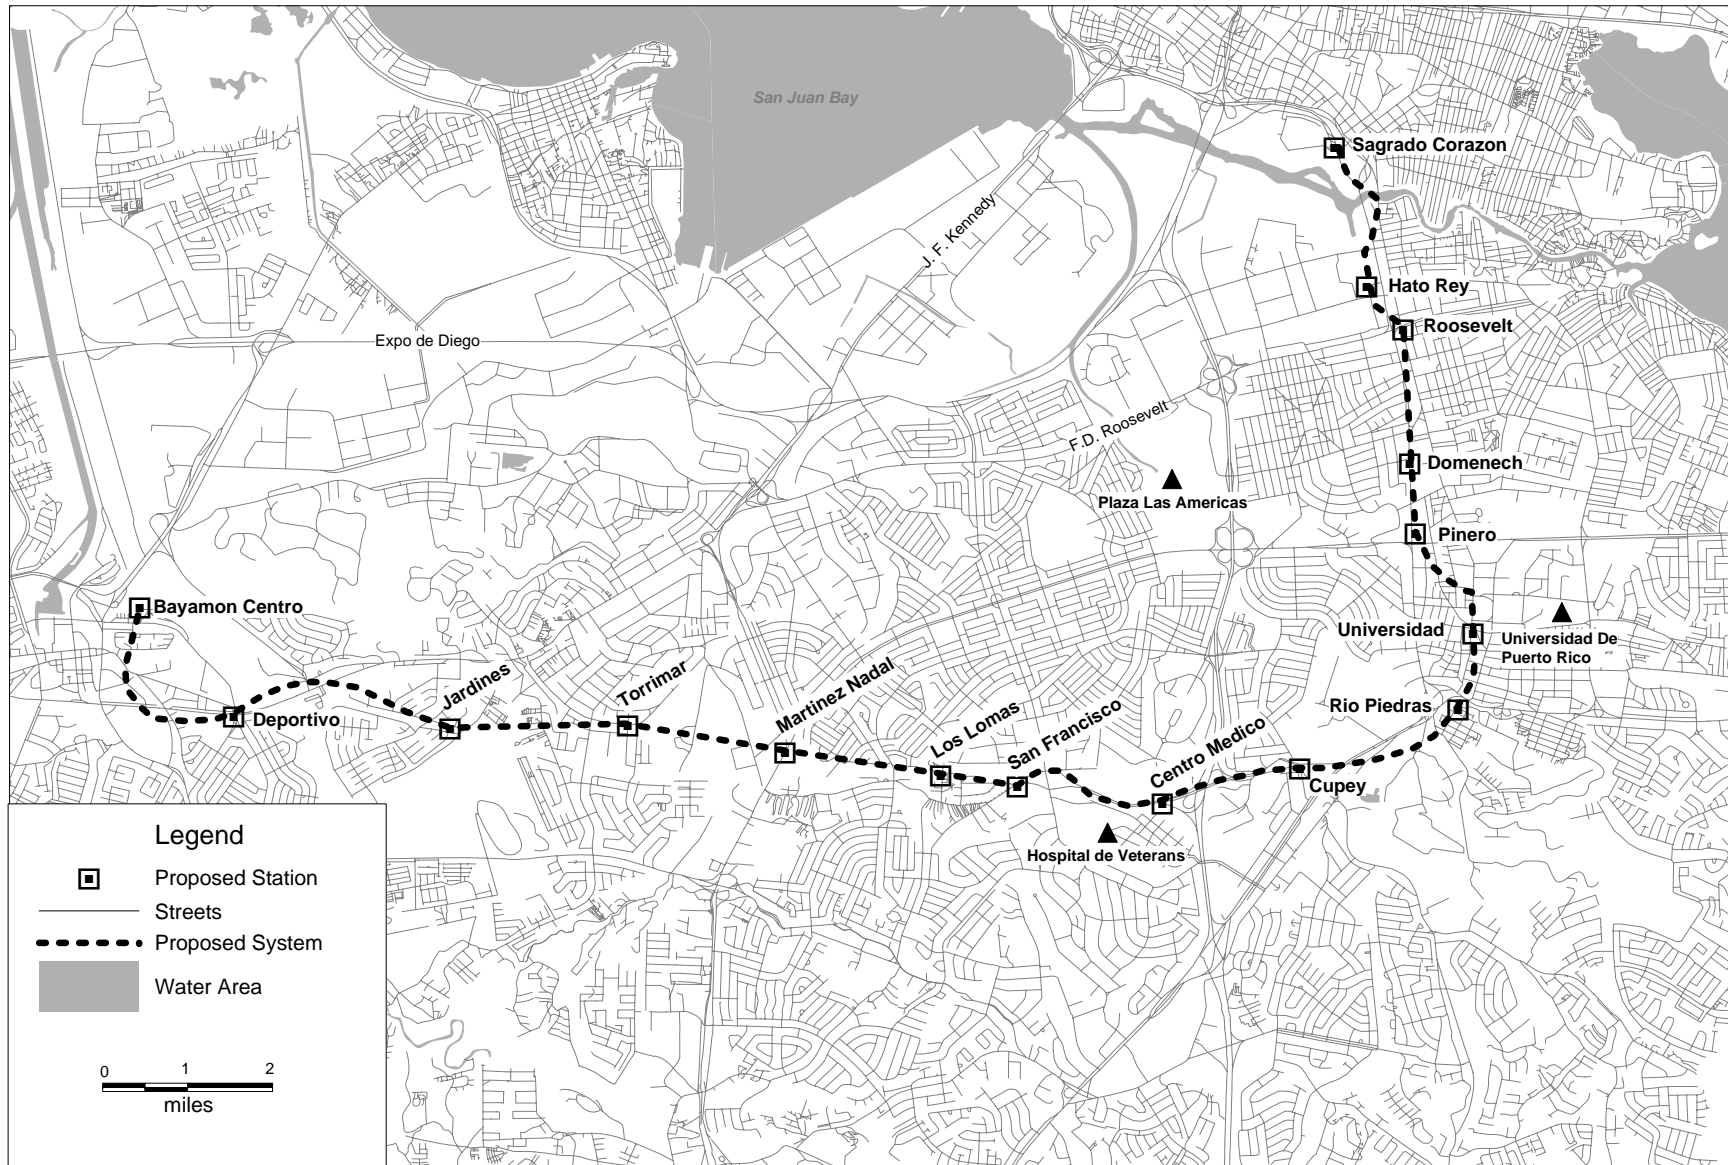 San Juan Bay
Sagrado Corazon
J. F. Kennedy
Hato Rey
Roosevelt
Expo de Diego
F.D. Roosevelt
Domenech
Plaza Las Americas
Pinero
Bayamon Centro
Universidad
Universidad De
Puerto Rico
Jardines
Torrimar
Martinez Nadal
Rio Piedras
Deportivo
Los Lomas
San Francisco
Centro Medico
Cupey
Hospital de Veterans
Legend
Proposed Station
Streets
Proposed System
Water Area
0 1 2
miles